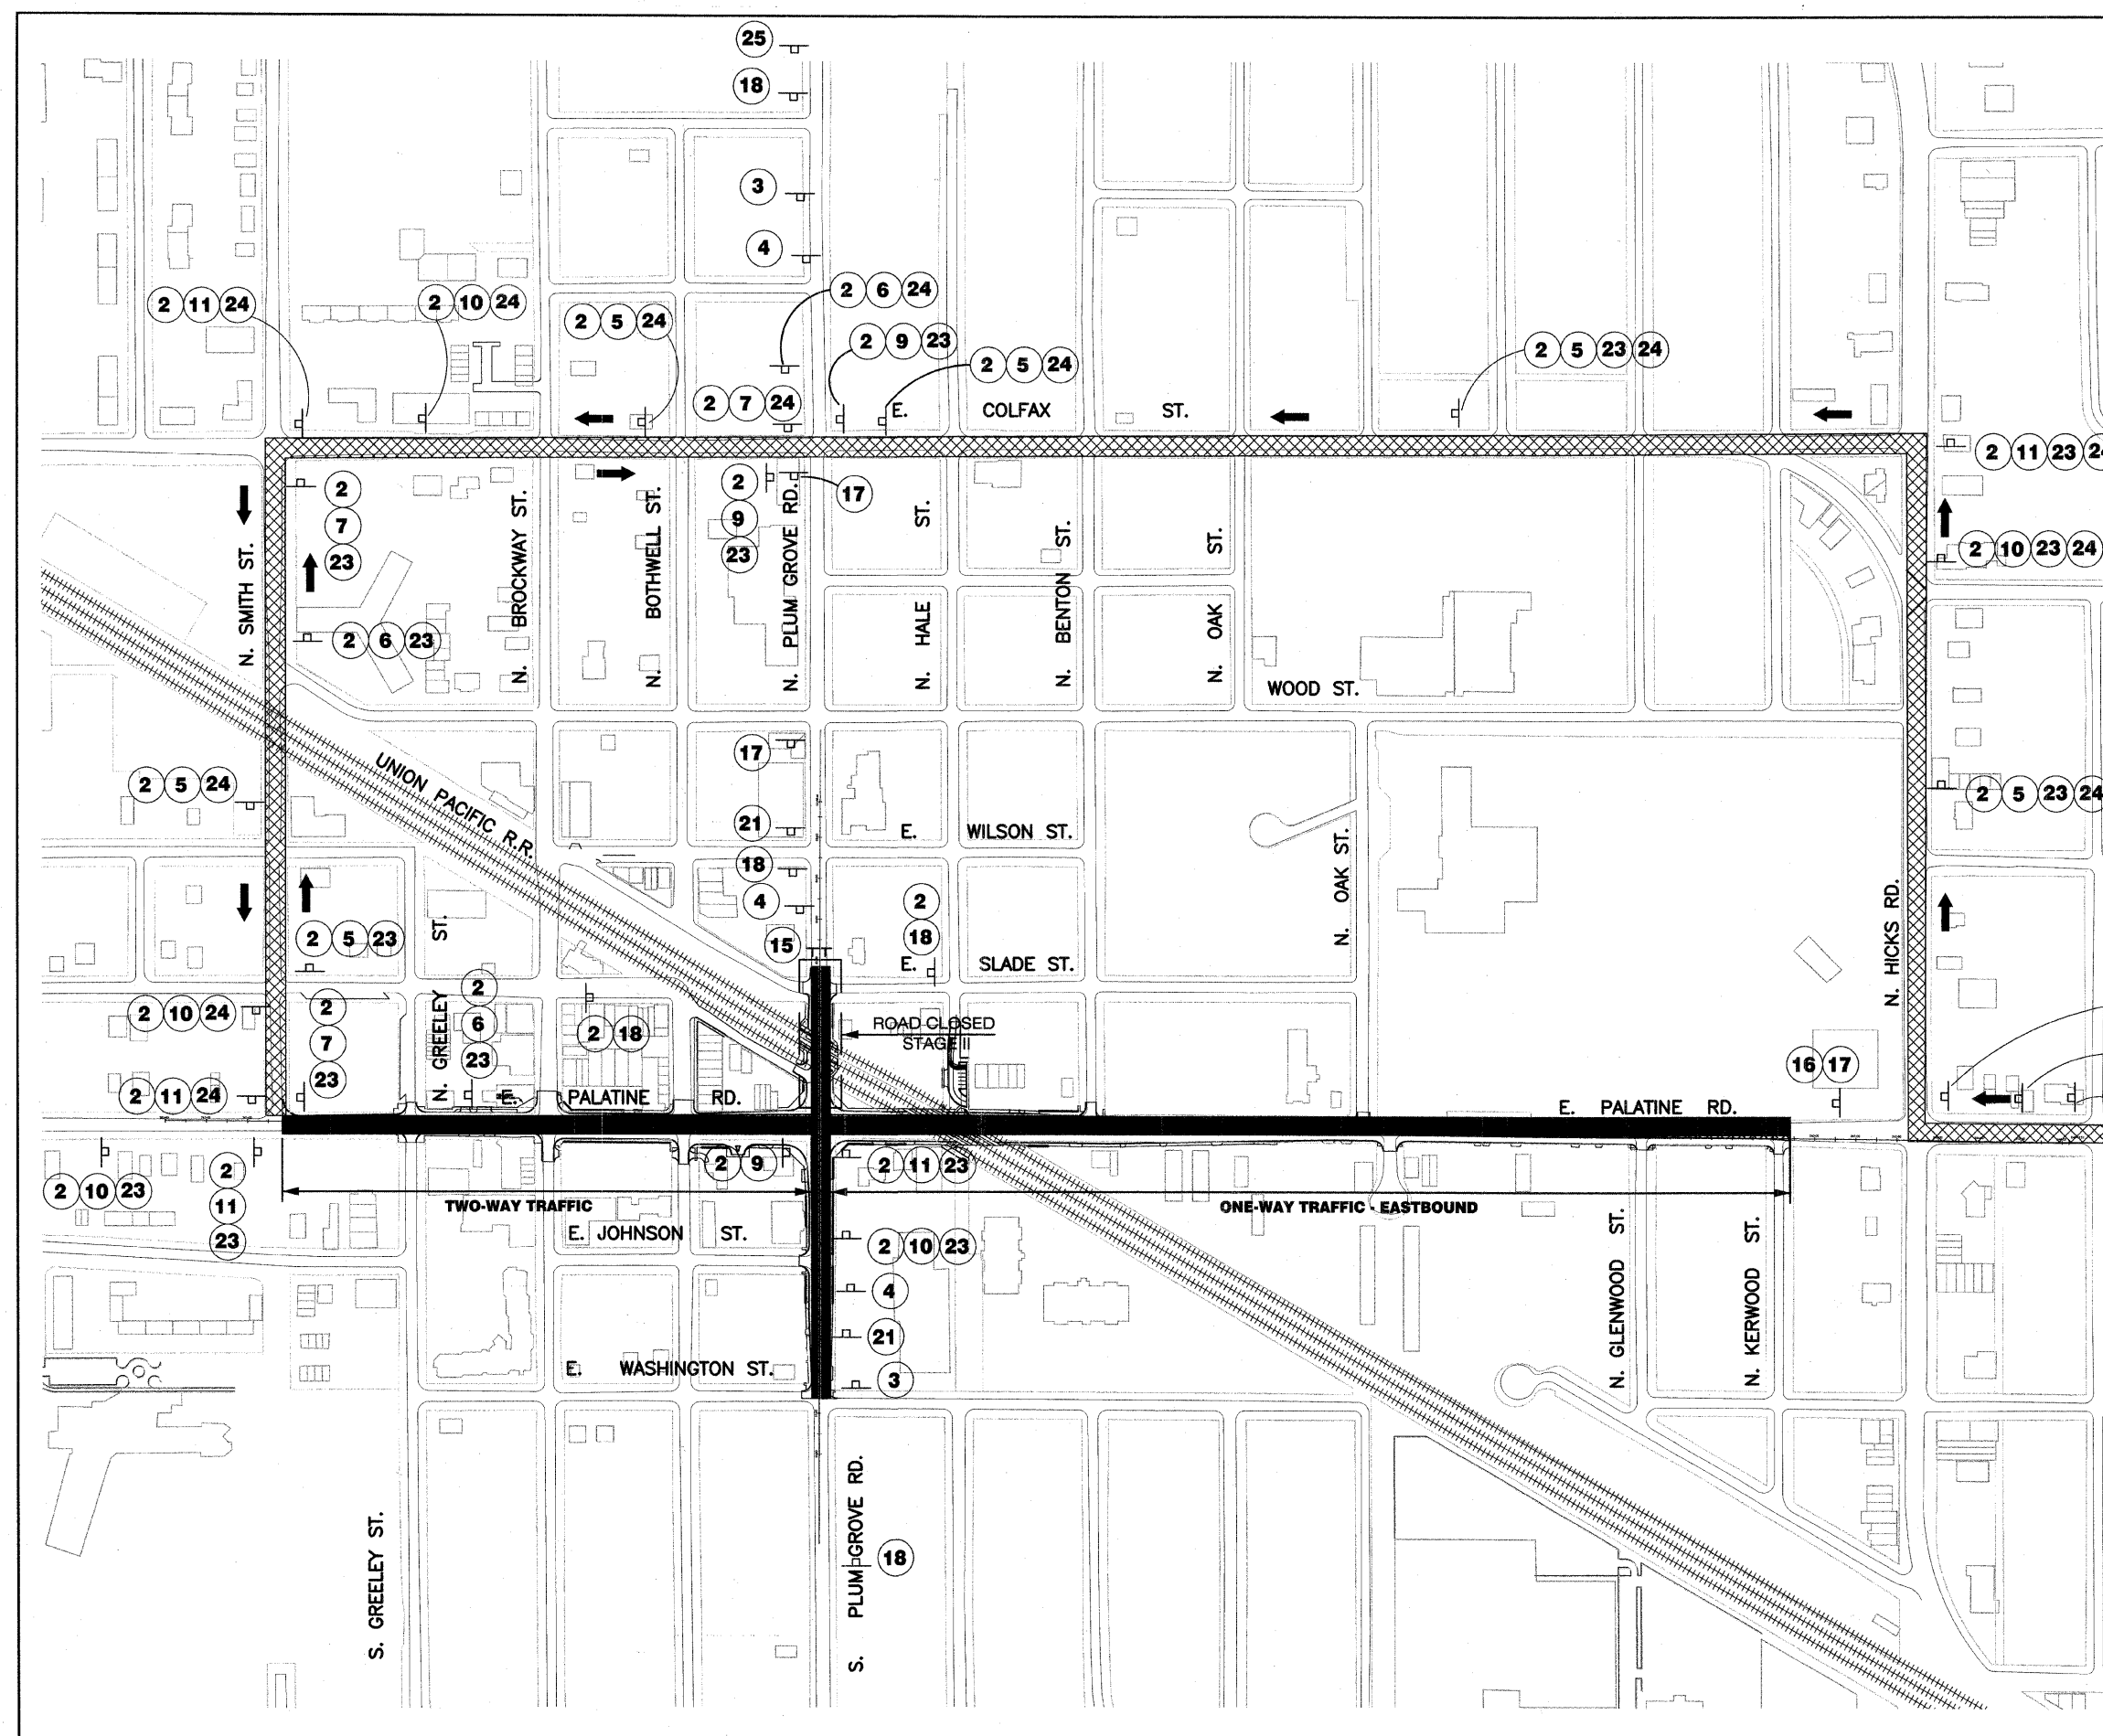 25
18
3
4
2 6 24
2 11 24
2 10 24
2 5 24
2 9 23
2 5 24
2 5 23 24
2 7 24
E. COLFAX ST.
2 11 23
2 10 23 24
2 5 23 24
2
7
23
2
9
23
17
2 6 23
N. SMITH ST.
N. BROCKWAY ST.
N. BOTHWELL ST.
N. PLUM GROVE RD.
N. HALE ST.
N. BENTON ST.
N. OAK ST.
WOOD ST.
UNION PACIFIC R.R.
17
21
18
4
15
2 5 24
E. WILSON ST.
2
18
E. SLADE ST.
N. OAK ST.
N. HICKS RD.
2 5 23
N. GREELEY ST.
2 10 24
2
7
23
2
6
23
2 18
ROAD CLOSED
STAGE II
16 17
2 11 24
E. PALATINE RD.
E. PALATINE RD.
2 10 23
2
11
23
2 9
2 11 23
TWO-WAY TRAFFIC
ONE-WAY TRAFFIC - EASTBOUND
E. JOHNSON ST.
2 10 23
4
21
3
E. WASHINGTON ST.
N. GLENWOOD ST.
N. KERWOOD ST.
S. GREELEY ST.
S. PLUM GROVE RD.
18